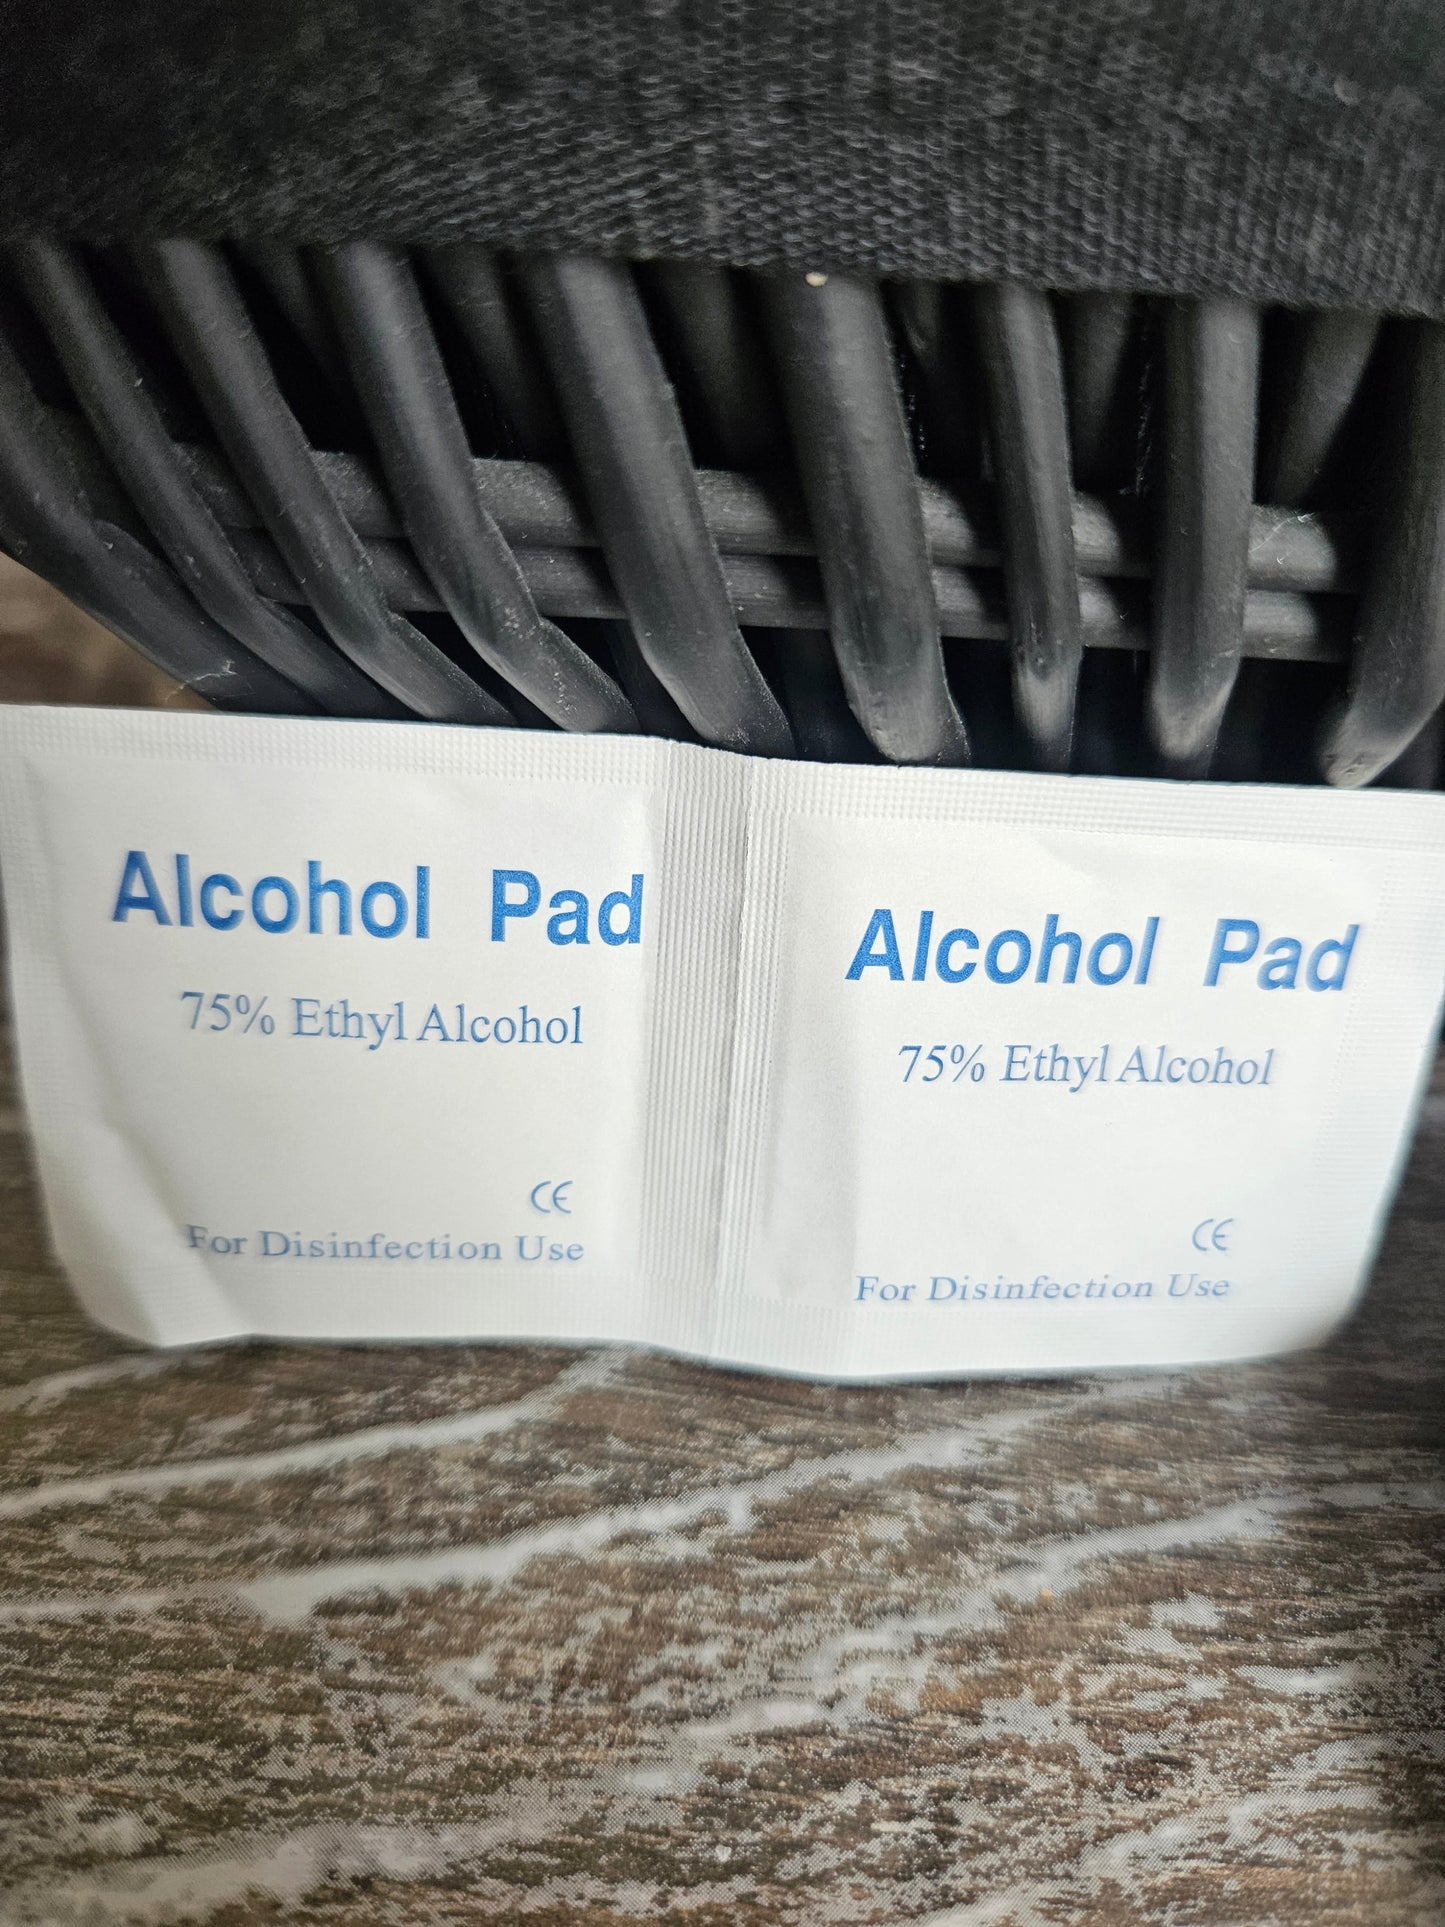 Alcohol Pad
75% Ethyl Alcohol
CE
For Disinfection Use
Alcohol Pad
75% Ethyl Alcohol
CE
For Disinfection Use